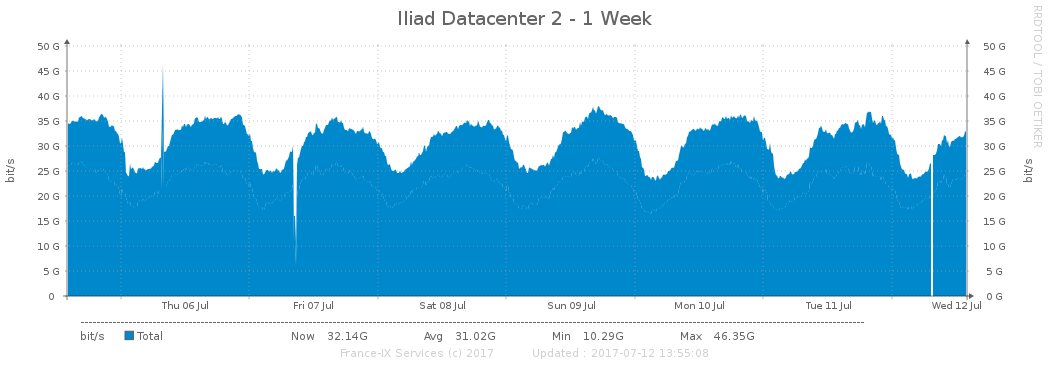 Iliad Datacenter 2 - 1 Week
RRDTOOL / TOBI OETIKER
bit/s
50 G 50 G
45 G 45 G
40 G 40 G
35 G 35 G
30 G 30 G
25 G 25 G
20 G 20 G
15 G 15 G
10 G 10 G
5 G 5 G
0 0 G
bit/s
Thu 06 Jul Fri 07 Jul Sat 08 Jul Sun 09 Jul Mon 10 Jul Tue 11 Jul Wed 12 Jul
bit/s Total Now 32.14G Avg 31.02G Min 10.29G Max 46.35G
France-IX Services (c) 2017 Updated : 2017-07-12 13:55:08